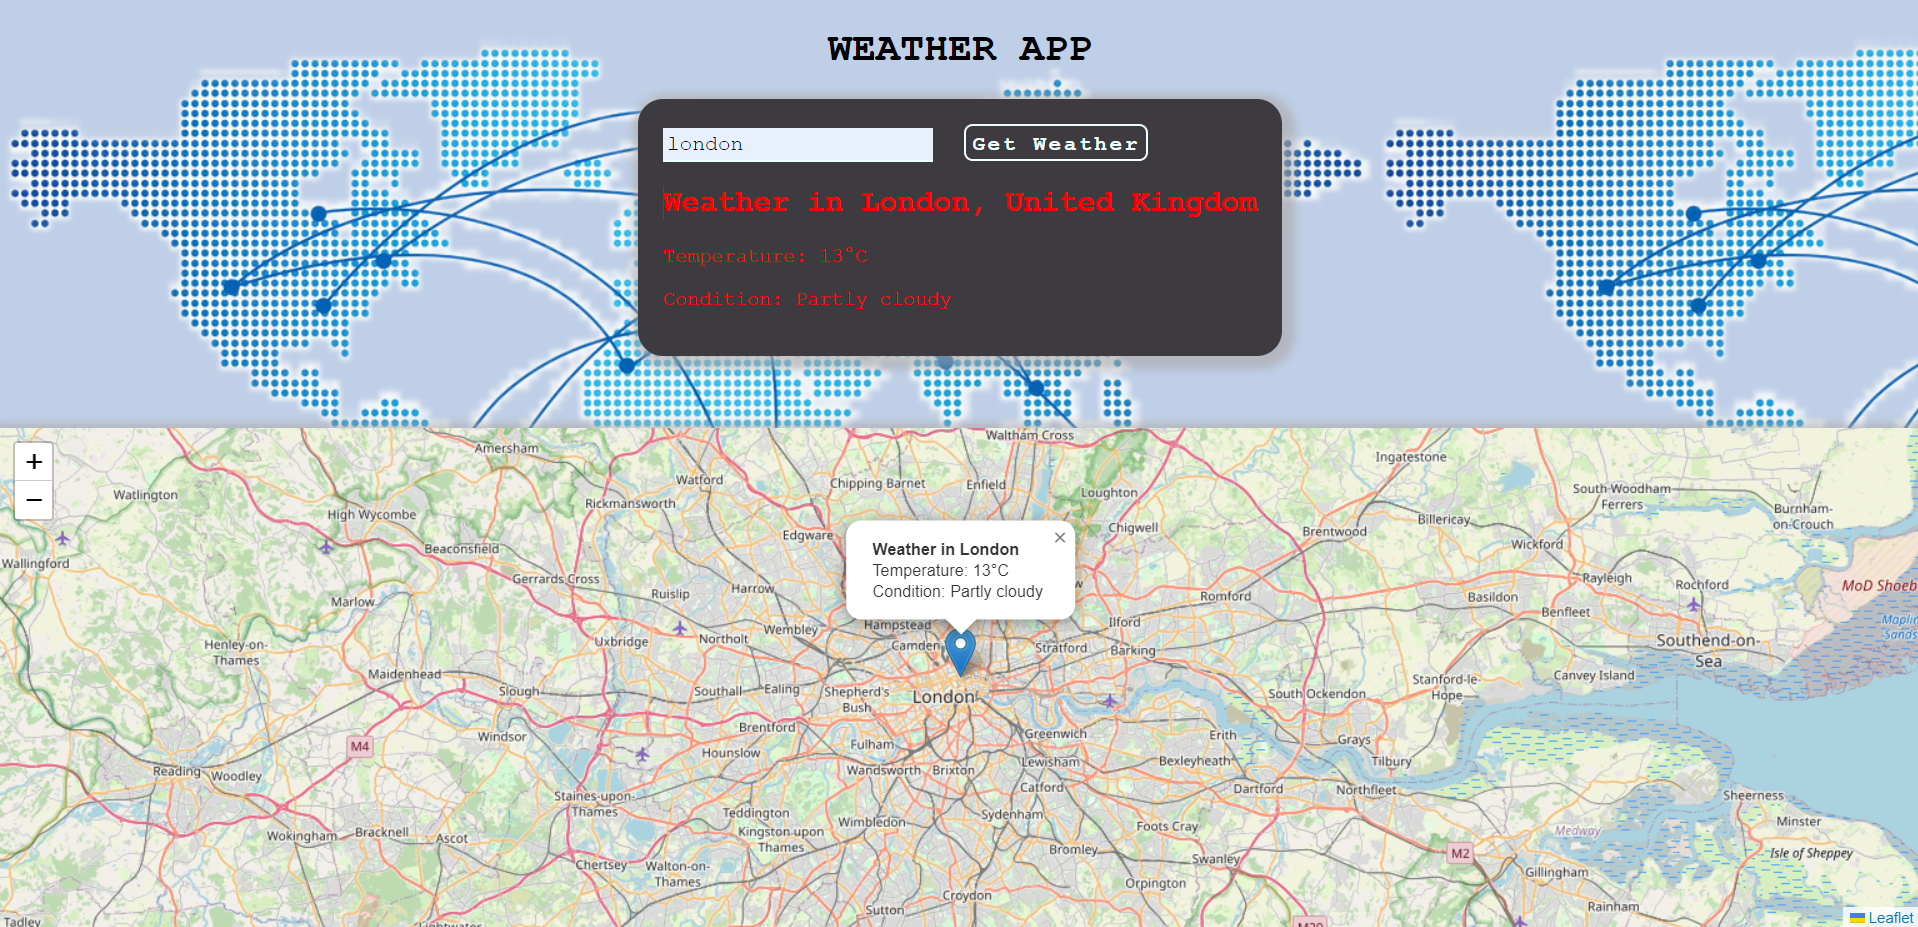 WEATHER APP
london
Get Weather
Weather in London, United Kingdom
Temperature: 13°C
Condition: Partly cloudy
+
−
Weather in London
Temperature: 13°C
Condition: Partly cloudy
×
Amersham
Waltham Cross
Watford
Chipping Barnet
Enfield
Ingatestone
Watlington
Rickmansworth
Loughton
South Woodham
Ferrers
Burnham-
on-Crouch
High Wycombe
Edgware
Chigwell
Brentwood
Billericay
Wickford
Wallingford
Beaconsfield
Gerrards Cross
Harrow
Ruislip
Romford
Basildon
Rayleigh
Rochford
MoD Shoeb
Marlow
Hampstead
Ilford
Benfleet
Maplin
Sands
Henley-on-
Thames
Uxbridge
Northolt
Wembley
Camden
Stratford
Barking
Southend-on-
Sea
Maidenhead
Slough
Southall
Ealing
Shepherd's
Bush
London
South Ockendon
Stanford-le-
Hope
Canvey Island
M4
Windsor
Brentford
Hounslow
Fulham
Greenwich
Erith
Grays
Reading
Woodley
Wandsworth
Brixton
Lewisham
Bexleyheath
Tilbury
Staines-upon-
Thames
Catford
Dartford
Northfleet
Sheerness
Wokingham
Bracknell
Ascot
Teddington
Kingston upon
Thames
Wimbledon
Sydenham
Foots Cray
Medway
Minster
Chertsey
Walton-on-
Thames
Bromley
Swanley
M2
Isle of Sheppey
Croydon
Orpington
Gillingham
Sutton
Rainham
Tadley
Lightwater
M20
Leaflet